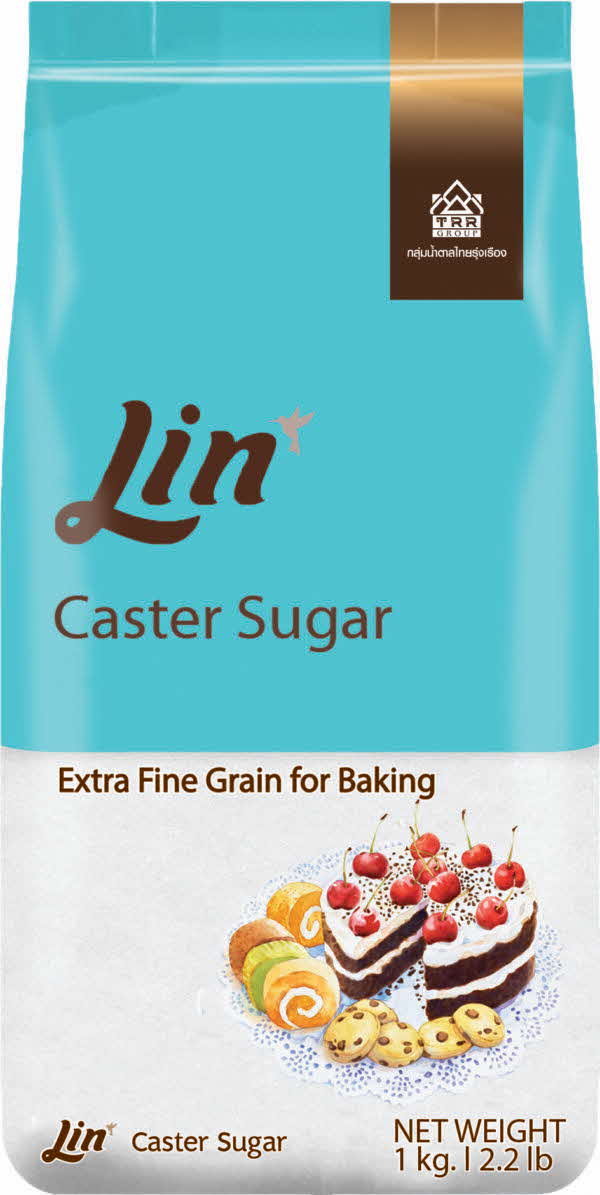 TRR
GROUP
กลุ่มน้ำตาลไทยรุ่งเรือง
Lin
Caster Sugar
Extra Fine Grain for Baking
Lin Caster Sugar
NET WEIGHT
1 kg. | 2.2 lb